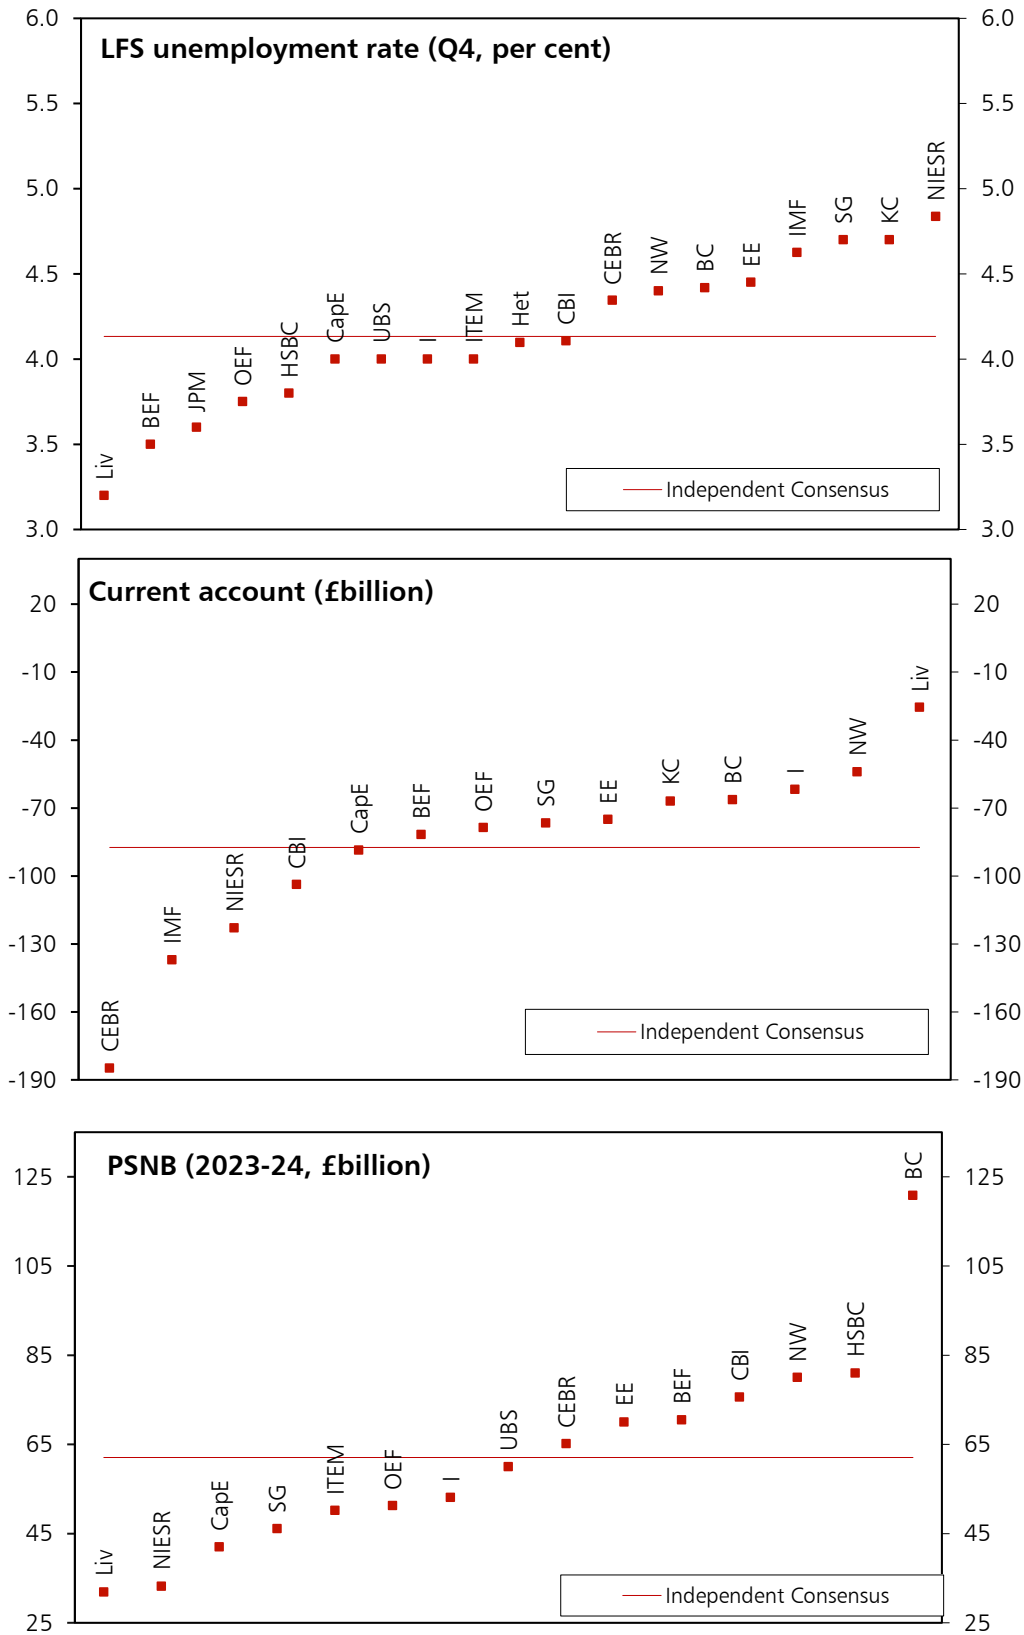 LFS unemployment rate (Q4, per cent)
6.0 6.0
5.5 5.5
5.0 5.0
4.5 4.5
4.0 4.0
3.5 3.5
3.0 3.0
Liv
BEF
JPM
OEF
HSBC
CapE
UBS
I
ITEM
Het
CBI
CEBR
NW
BC
EE
IMF
SG
KC
NIESR
Independent Consensus
Current account (£billion)
20 20
-10 -10
-40 -40
-70 -70
-100 -100
-130 -130
-160 -160
-190 -190
CEBR
IMF
NIESR
CBI
CapE
BEF
OEF
SG
EE
KC
BC
I
NW
Liv
Independent Consensus
PSNB (2023-24, £billion)
125 125
105 105
85 85
65 65
45 45
25 25
Liv
NIESR
CapE
SG
ITEM
OEF
I
UBS
CEBR
EE
BEF
CBI
NW
HSBC
BC
Independent Consensus